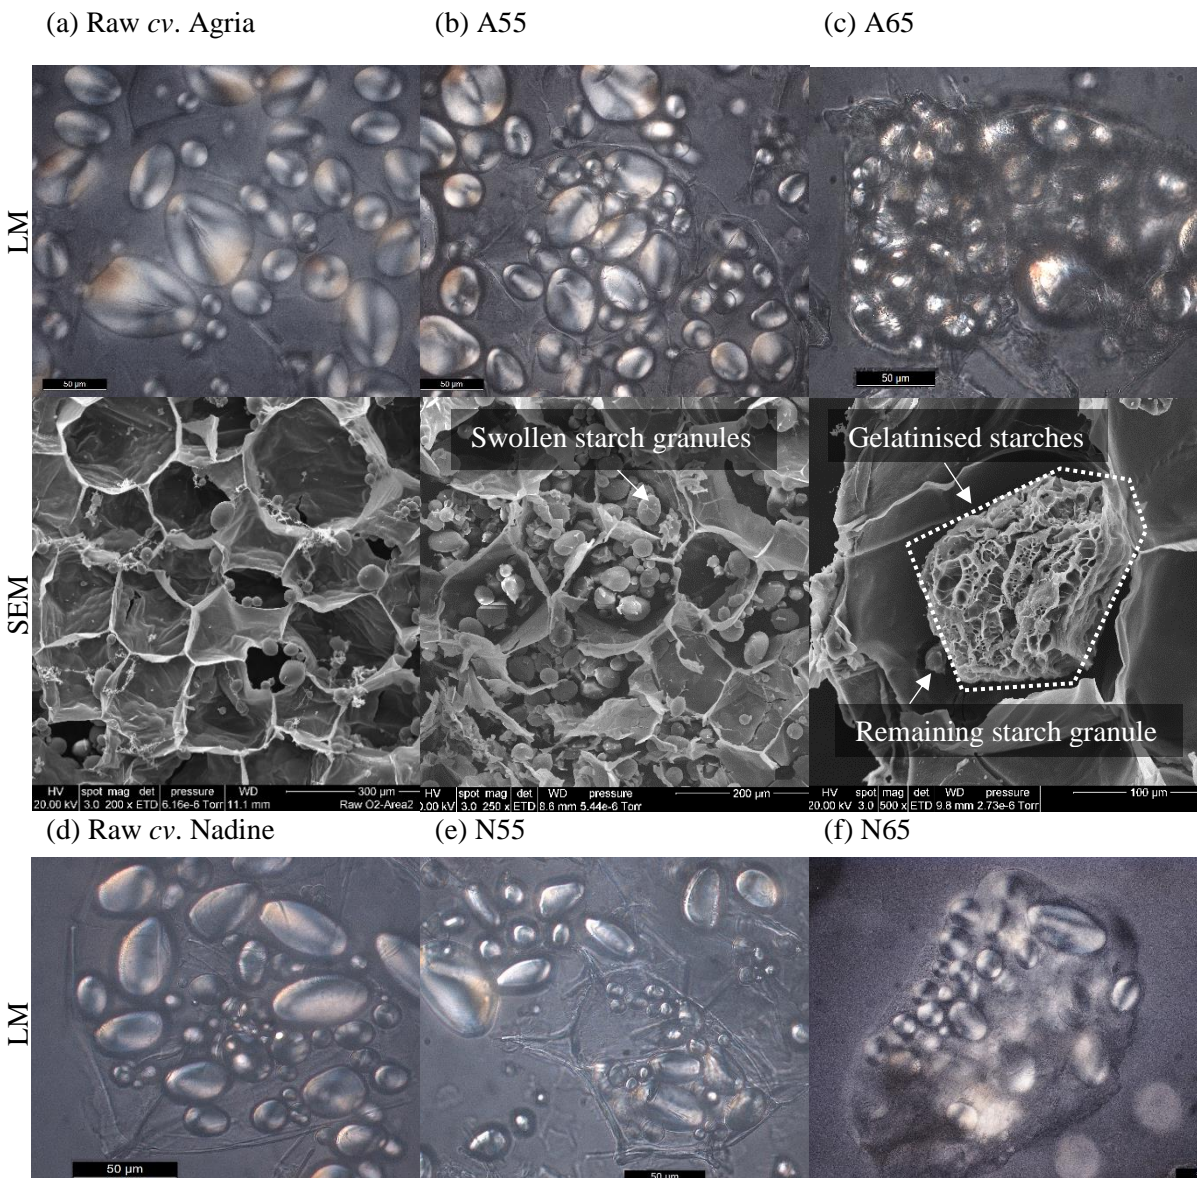 (a) Raw cv. Agria
(b) A55
(c) A65
LM
50 µm
50 µm
50 µm
SEM
Swollen starch granules
Gelatinised starches
Remaining starch granule
HV spot mag det pressure WD 300 µm
20.00 kV 3.0 200 x ETD 6.16e-6 Torr 11.1 mm Raw O2-Area2
HV spot mag det WD pressure 200 µm
0.00 kV 3.0 250 x ETD 8.6 mm 5.44e-6 Torr
HV spot mag det WD pressure 100 µm
20.00 kV 3.0 500 x ETD 9.8 mm 2.73e-6 Torr
(d) Raw cv. Nadine
(e) N55
(f) N65
LM
50 µm
50 µm